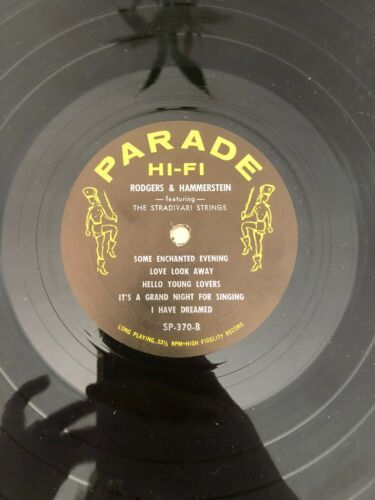 PARADE
HI-FI
RODGERS & HAMMERSTEIN
—featuring—
THE STRADIVARI STRINGS
SOME ENCHANTED EVENING
LOVE LOOK AWAY
HELLO YOUNG LOVERS
IT'S A GRAND NIGHT FOR SINGING
I HAVE DREAMED
SP-370-B
LONG PLAYING, 33⅓ RPM-HIGH FIDELITY RECORD